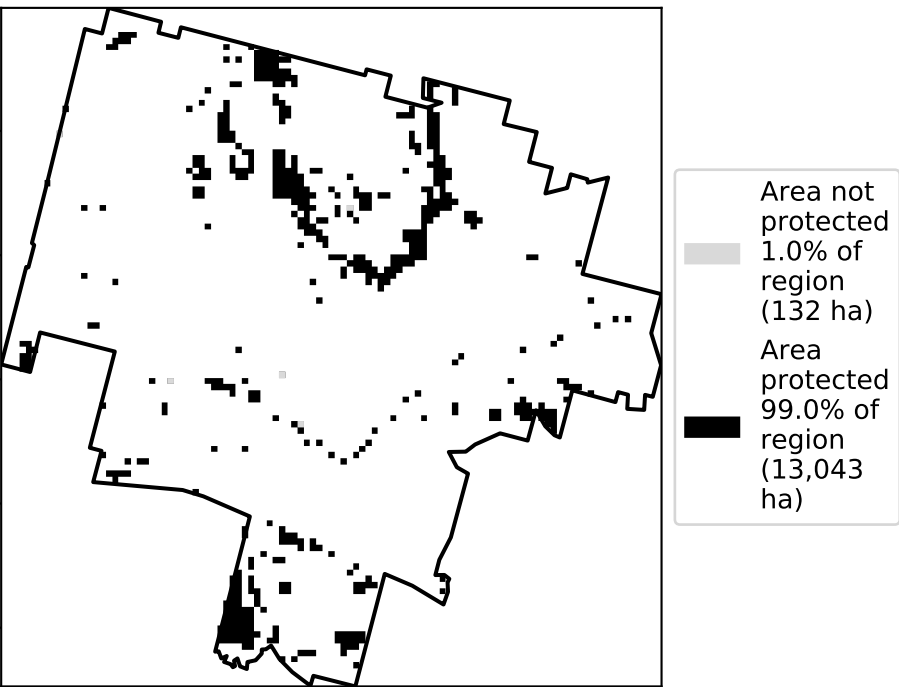 Area not
protected
1.0% of
region
(132 ha)
Area
protected
99.0% of
region
(13,043
ha)